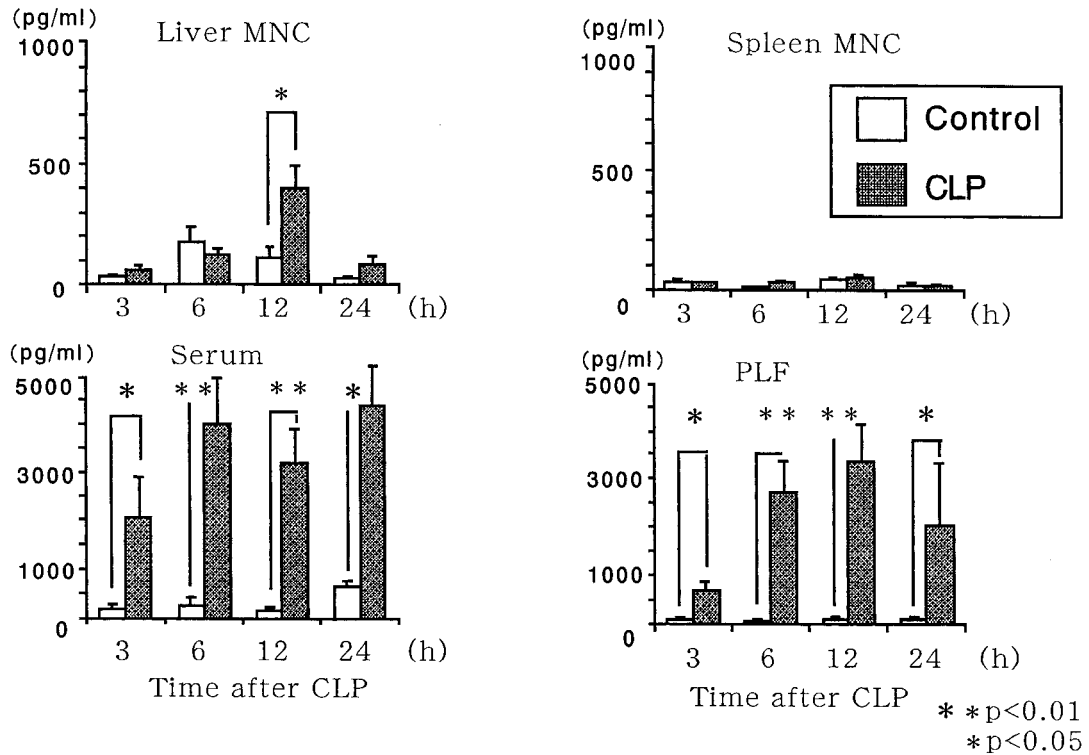 (pg/ml)
Liver MNC
1000
500
0
*
3 6 12 24 (h)
(pg/ml)
Spleen MNC
1000
500
0
3 6 12 24 (h)
Control
CLP
(pg/ml)
Serum
5000
3000
1000
0
* ** ** *
3 6 12 24 (h)
Time after CLP
(pg/ml)
PLF
5000
3000
1000
0
* ** ** *
3 6 12 24 (h)
Time after CLP
**p<0.01
*p<0.05